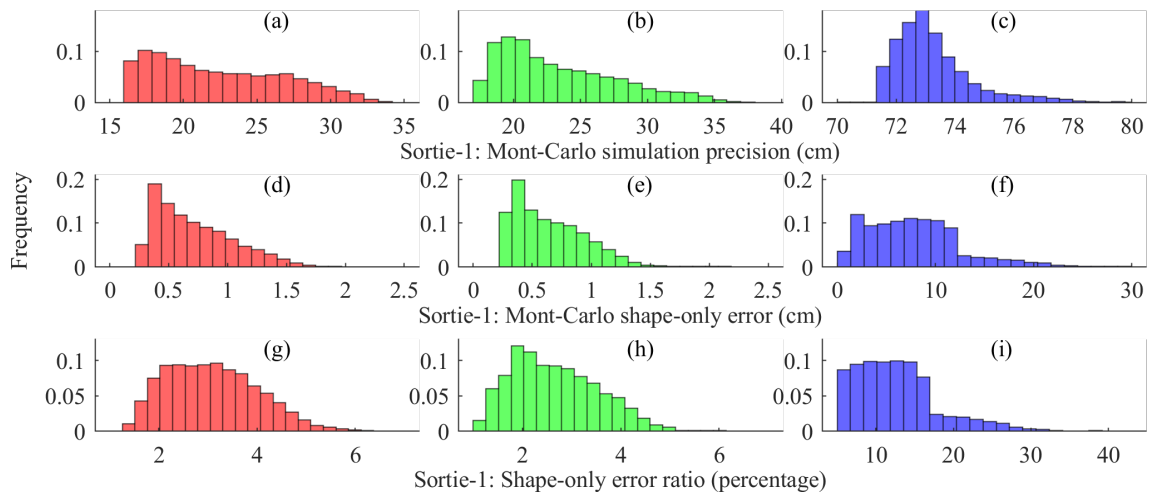 (a) (b) (c)
0.1 0.1 0.1
0 0 0
15 20 25 30 35 20 25 30 35 40 70 72 74 76 78 80
Sortie-1: Mont-Carlo simulation precision (cm)
Frequency
(d) (e) (f)
0.2 0.2 0.2
0.1 0.1 0.1
0 0 0
0 0.5 1 1.5 2 2.5 0 0.5 1 1.5 2 2.5 0 10 20 30
Sortie-1: Mont-Carlo shape-only error (cm)
(g) (h) (i)
0.1 0.1 0.1
0.05 0.05 0.05
0 0 0
2 4 6 2 4 6 10 20 30 40
Sortie-1: Shape-only error ratio (percentage)